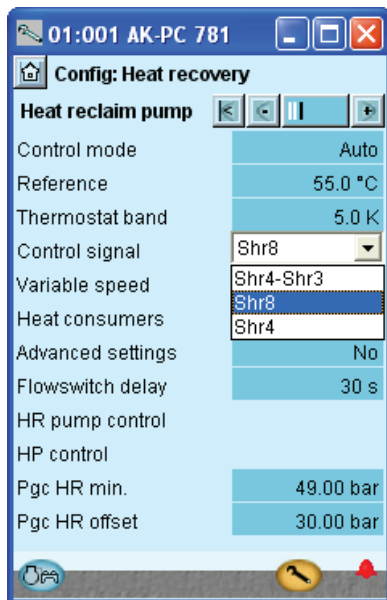 01:001 AK-PC 781
Config: Heat recovery
Heat reclaim pump
Control mode Auto
Reference 55.0 °C
Thermostat band 5.0 K
Control signal Shr8
Shr4-Shr3
Variable speed
Shr8
Heat consumers
Shr4
Advanced settings No
Flowswitch delay 30 s
HR pump control
HP control
Pgc HR min. 49.00 bar
Pgc HR offset 30.00 bar